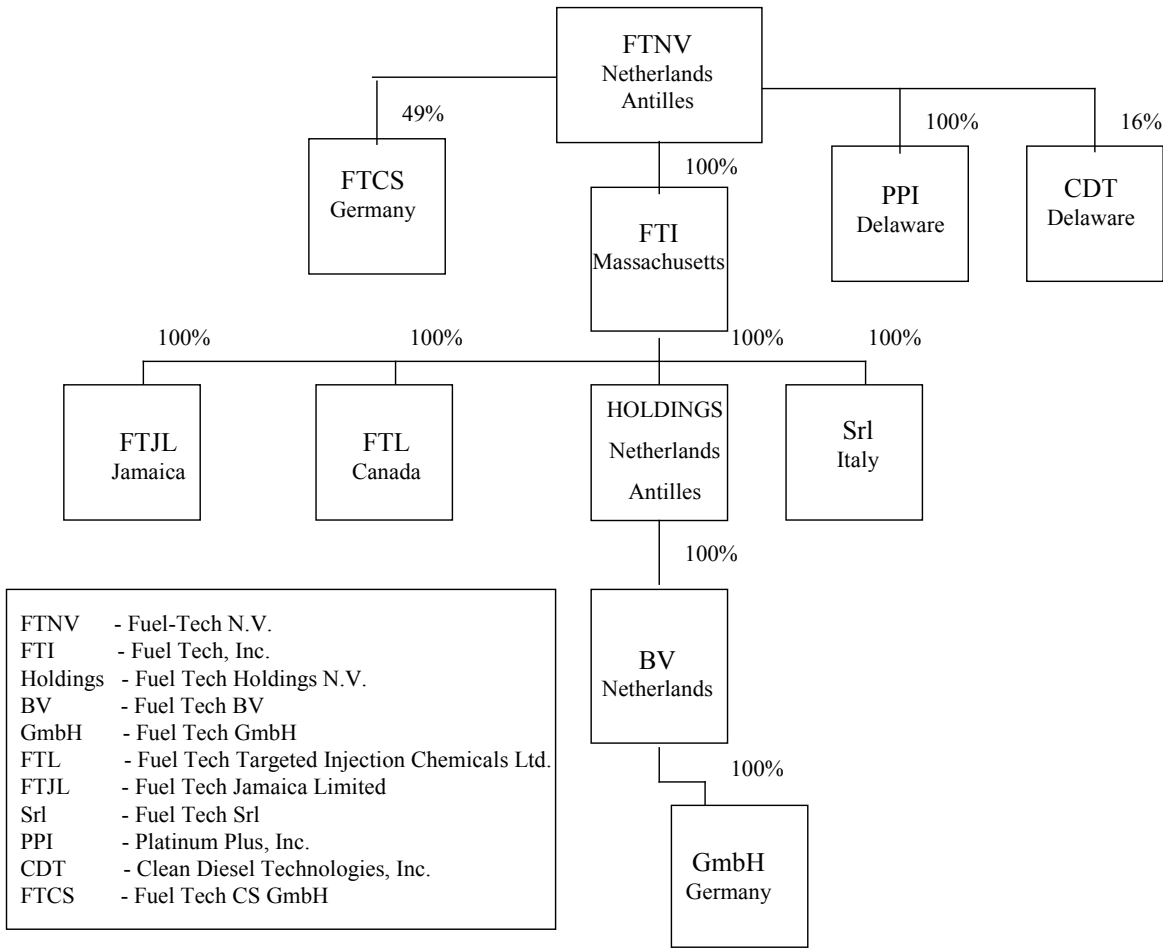 FTNV
Netherlands
Antilles
49%
100%
16%
FTCS
Germany
100%
PPI
Delaware
CDT
Delaware
FTI
Massachusetts
100%
100%
100%
100%
FTJL
Jamaica
FTL
Canada
HOLDINGS
Netherlands
Antilles
Srl
Italy
100%
FTNV - Fuel-Tech N.V.
FTI - Fuel Tech, Inc.
Holdings - Fuel Tech Holdings N.V.
BV - Fuel Tech BV
GmbH - Fuel Tech GmbH
FTL - Fuel Tech Targeted Injection Chemicals Ltd.
FTJL - Fuel Tech Jamaica Limited
Srl - Fuel Tech Srl
PPI - Platinum Plus, Inc.
CDT - Clean Diesel Technologies, Inc.
FTCS - Fuel Tech CS GmbH
BV
Netherlands
100%
GmbH
Germany